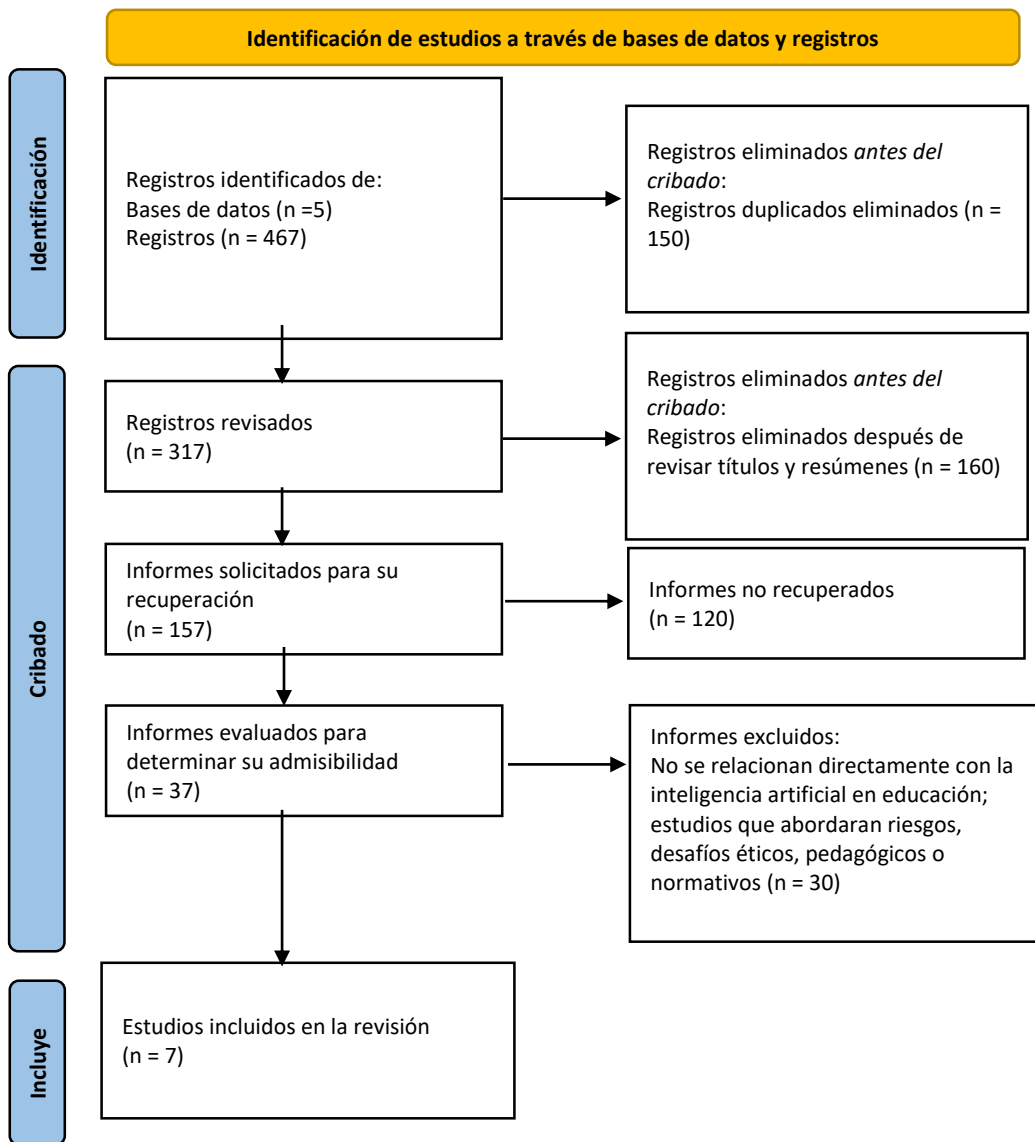 Identificación de estudios a través de bases de datos y registros
Identificación
Registros identificados de:
Bases de datos (n =5)
Registros (n = 467)
Registros eliminados antes del
cribado:
Registros duplicados eliminados (n =
150)
Cribado
Registros revisados
(n = 317)
Registros eliminados antes del
cribado:
Registros eliminados después de
revisar títulos y resúmenes (n = 160)
Informes solicitados para su
recuperación
(n = 157)
Informes no recuperados
(n = 120)
Informes evaluados para
determinar su admisibilidad
(n = 37)
Informes excluidos:
No se relacionan directamente con la
inteligencia artificial en educación;
estudios que abordaran riesgos,
desafíos éticos, pedagógicos o
normativos (n = 30)
Incluye
Estudios incluidos en la revisión
(n = 7)